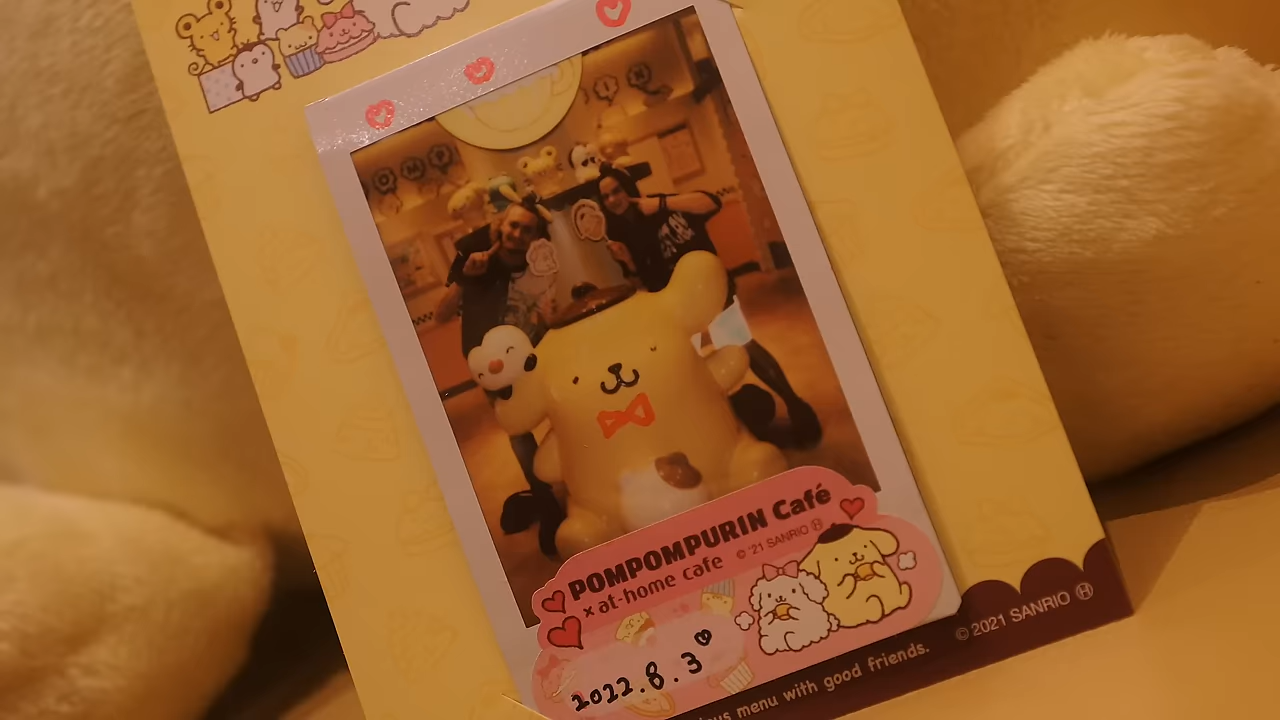 POMPOMPURIN Café
× at-home cafe © '21 SANRIO Ⓗ
2022.8.3
© 2021 SANRIO Ⓗ
menu with good friends.